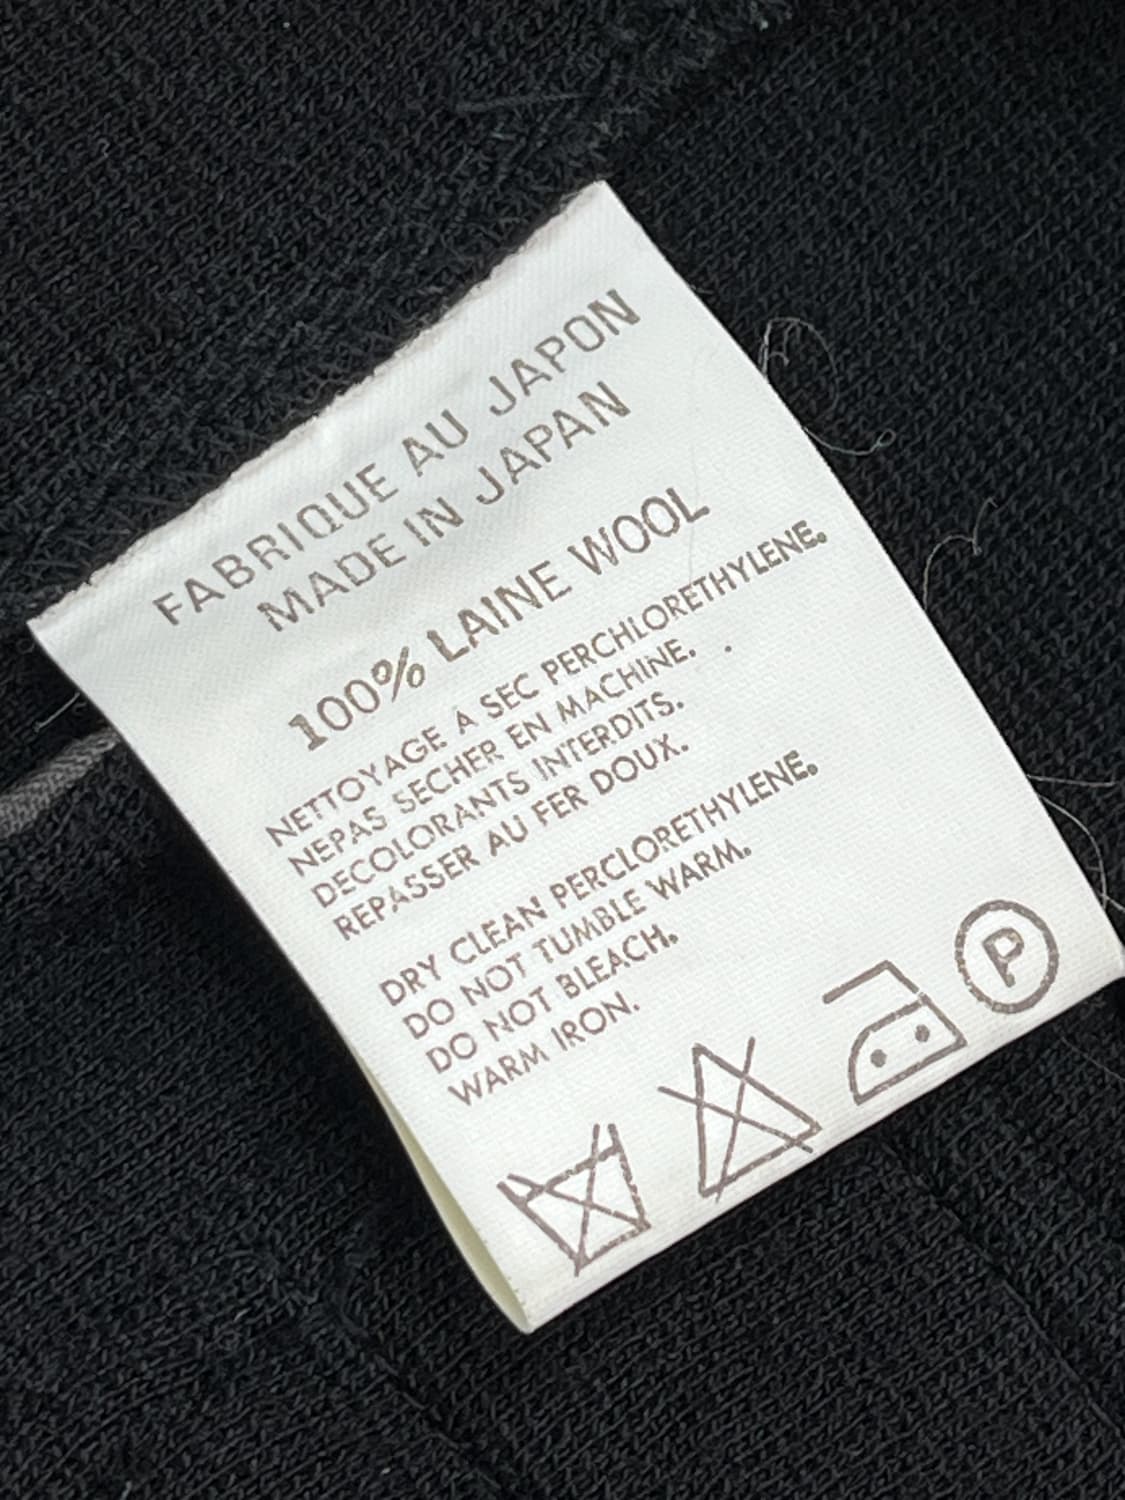 FABRIQUE AU JAPON
MADE IN JAPAN
100% LAINE WOOL
NETTOYAGE A SEC PERCHLORETHYLENE.
NEPAS SECHER EN MACHINE.
DECOLORANTS INTERDITS.
REPASSER AU FER DOUX.
DRY CLEAN PERCLORETHYLENE.
DO NOT TUMBLE WARM.
DO NOT BLEACH.
WARM IRON.
P